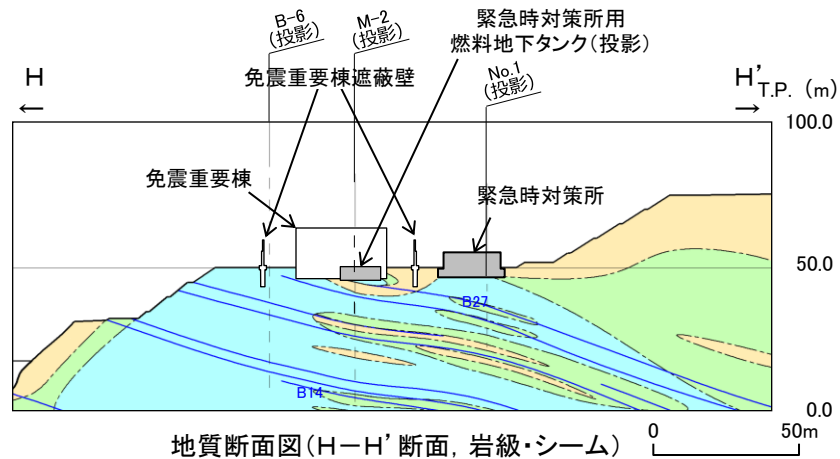 B-6
(投影)
M-2
(投影)
緊急時対策所用
燃料地下タンク(投影)
No.1
(投影)
H
←
免震重要棟遮蔽壁
H’
→
T.P. (m)
100.0
免震重要棟
緊急時対策所
50.0
B27
B14
0.0
地質断面図(H-H’断面，岩級・シーム)
0
50m